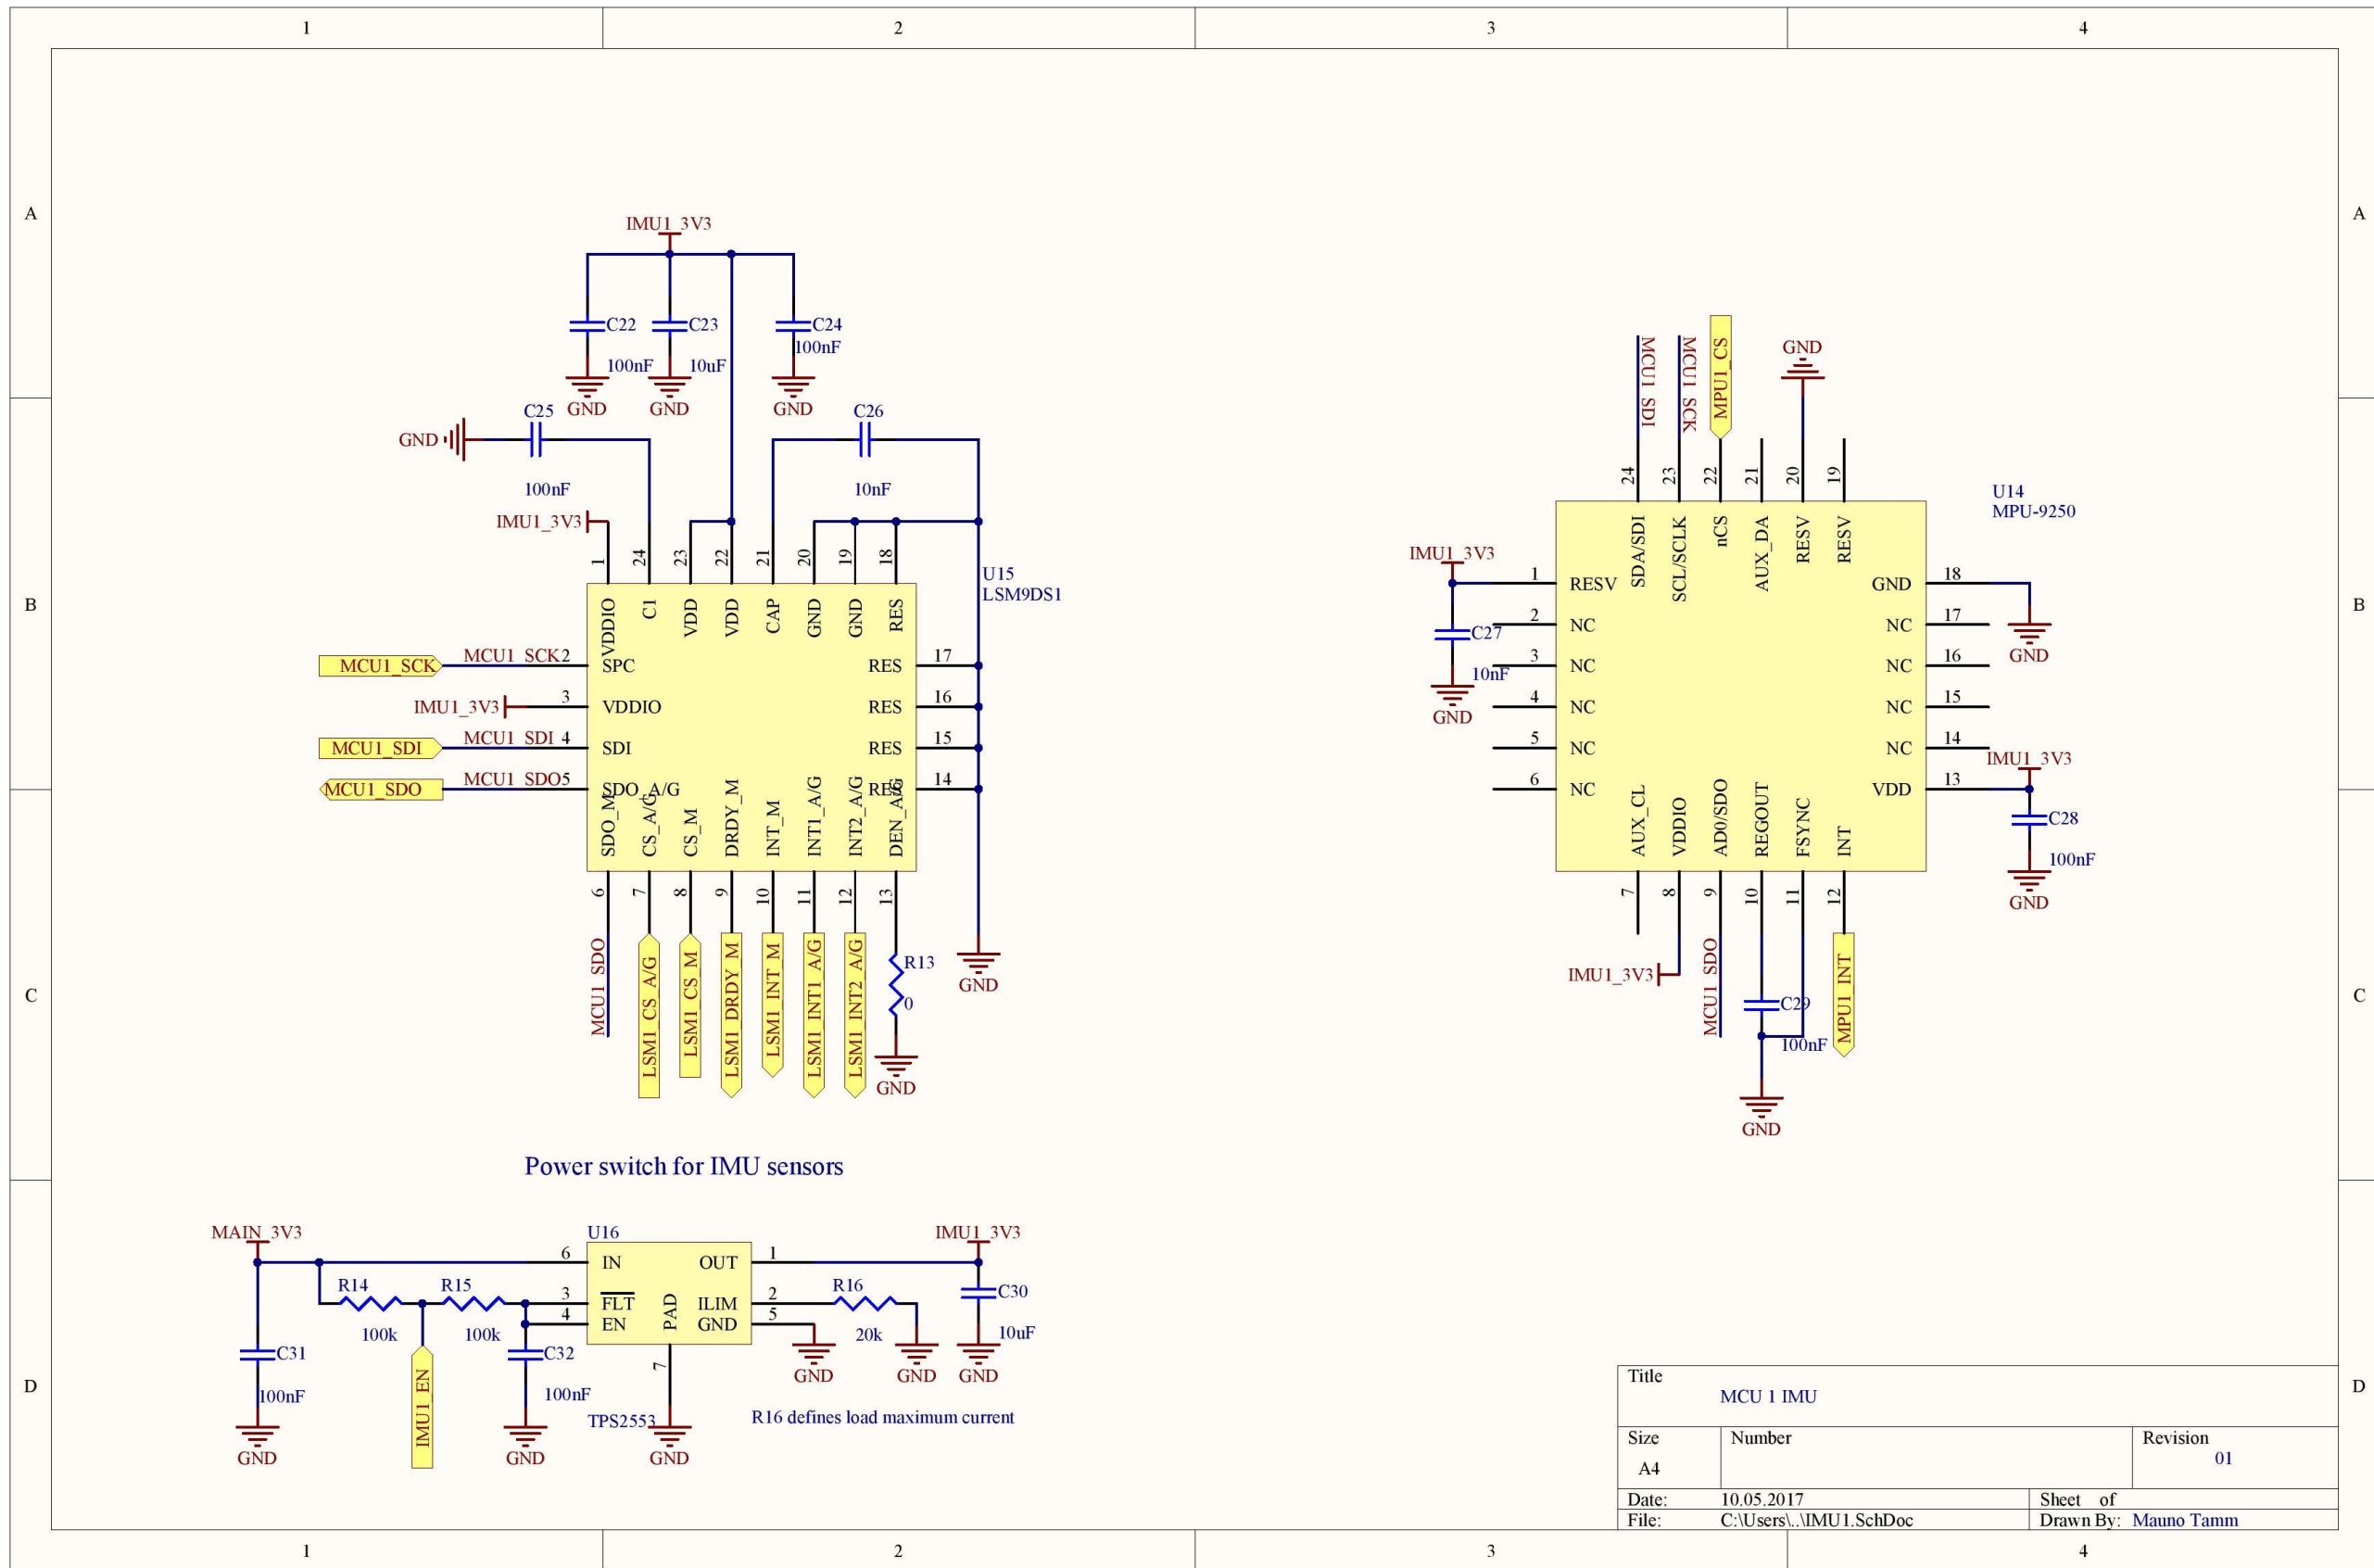 1 2 3 4
A A
IMU1_3V3
C22 C23 C24
100nF
100nF 10uF
GND GND GND
C25 C26
GND
100nF 10nF
IMU1_3V3
1 24 23 22 21 20 19 18
U15
LSM9DS1
VDDIO C1 VDD VDD CAP GND GND RES
B B
MCU1_SCK MCU1_SCK 2 SPC RES 17
IMU1_3V3 3 VDDIO RES 16
MCU1_SDI MCU1_SDI 4 SDI RES 15
MCU1_SDO MCU1_SDO 5 SDO_A/G RES 14
SDO_M CS_A/G CS_M DRDY_M INT_M INT1_A/G INT2_A/G DEN_A/G
6 7 8 9 10 11 12 13
MCU1_SDO LSM1_CS_A/G LSM1_CS_M LSM1_DRDY_M LSM1_INT_M LSM1_INT1_A/G LSM1_INT2_A/G
R13
0
GND
GND
MCU1_SDI MCU1_SCK MPU1_CS GND
24 23 22 21 20 19
U14
MPU-9250
SDA/SDI SCL/SCLK nCS AUX_DA RESV RESV
IMU1_3V3
1 RESV GND 18
2 NC NC 17
C27
10nF
GND
GND
3 NC NC 16
4 NC NC 15
5 NC NC 14
IMU1_3V3
6 NC VDD 13
C28
100nF
GND
AUX_CL VDDIO AD0/SDO REGOUT FSYNC INT
7 8 9 10 11 12
IMU1_3V3 MCU1_SDO C29 MPU1_INT
100nF
GND
C C
Power switch for IMU sensors
MAIN_3V3 U16 IMU1_3V3
6 IN OUT 1
R14 R15 3 FLT ILIM 2 R16 C30
4 EN PAD GND 5
100k 100k 20k 10uF
C31 C32 7
GND GND GND
100nF IMU1_EN 100nF
TPS2553 R16 defines load maximum current
GND GND GND
D D
Title
MCU 1 IMU
Size Number Revision
A4 01
Date: 10.05.2017 Sheet of
File: C:\Users\..\IMU1.SchDoc Drawn By: Mauno Tamm
1 2 3 4